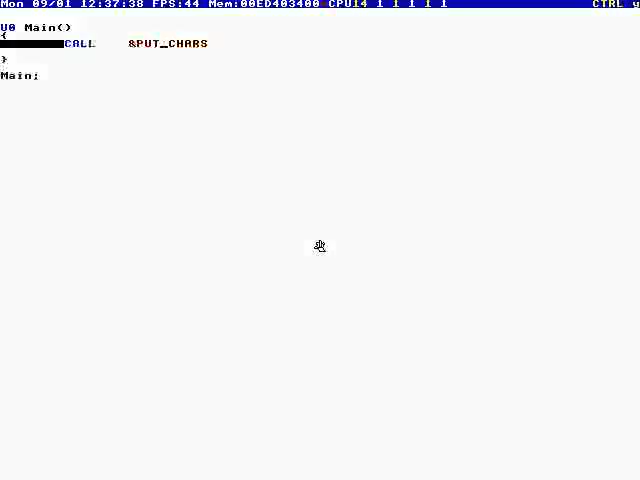 Mon 09/01 12:37:38 FPS:44 Mem:00ED403400 CPU14 1 1 1 1 1 CTRL y
U0 Main()
{
CALL &PUT_CHARS
}
Main;